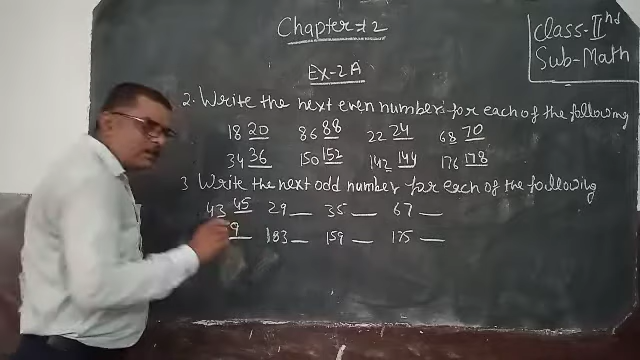 Chapter-2
Class-IInd
Sub-Math
Ex-2A
2. Write the next even number for each of the following
18 20 86 88 22 24 68 70
34 36 150 152 142 144 176 178
3 Write the next odd number for each of the following
43 45 29 __ 35 __ 67 __
9 183 __ 159 __ 175 __